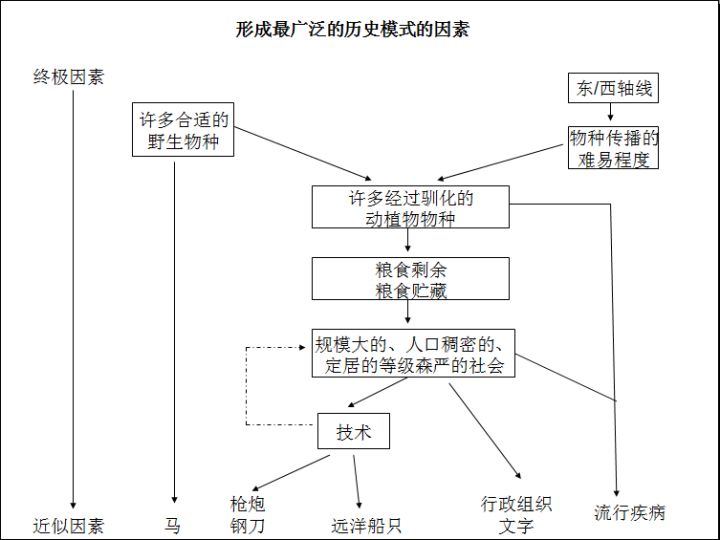 形成最广泛的历史模式的因素
终极因素
东/西轴线
许多合适的
野生物种
物种传播的
难易程度
许多经过驯化的
动植物物种
粮食剩余
粮食贮藏
规模大的、人口稠密的、
定居的等级森严的社会
技术
近似因素
马
枪炮
钢刀
远洋船只
行政组织
文字
流行疾病